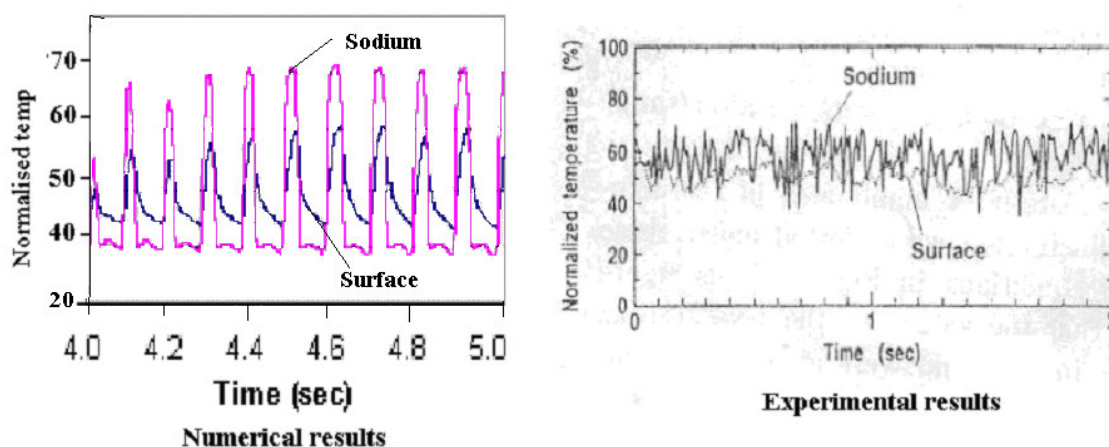 Normalised temp
70
60
50
40
20
Sodium
Surface
4.0 4.2 4.4 4.6 4.8 5.0
Time (sec)
Numerical results
Normalized temperature (%)
100
80
60
40
20
0
Sodium
Surface
0 1
Time (sec)
Experimental results